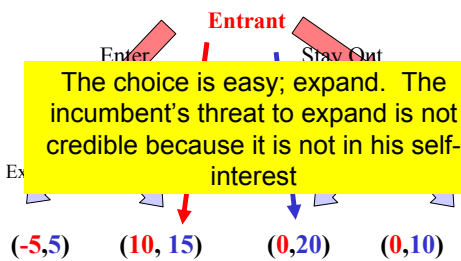 Entrant
Enter Stay Out
The choice is easy; expand. The
incumbent's threat to expand is not
credible because it is not in his self-
interest
Ex
(-5,5) (10, 15) (0,20) (0,10)